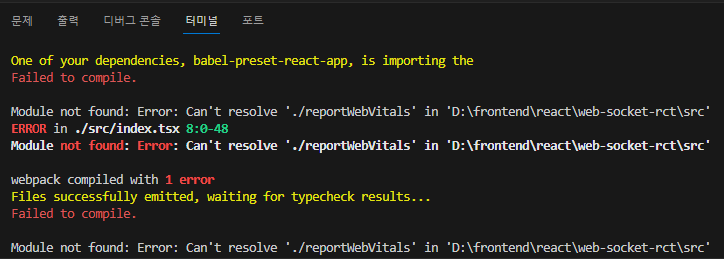 문제 출력 디버그 콘솔 터미널 포트
One of your dependencies, babel-preset-react-app, is importing the
Failed to compile.
Module not found: Error: Can't resolve './reportWebVitals' in 'D:\frontend\react\web-socket-rct\src'
ERROR in ./src/index.tsx 8:0-48
Module not found: Error: Can't resolve './reportWebVitals' in 'D:\frontend\react\web-socket-rct\src'
webpack compiled with 1 error
Files successfully emitted, waiting for typecheck results...
Failed to compile.
Module not found: Error: Can't resolve './reportWebVitals' in 'D:\frontend\react\web-socket-rct\src'